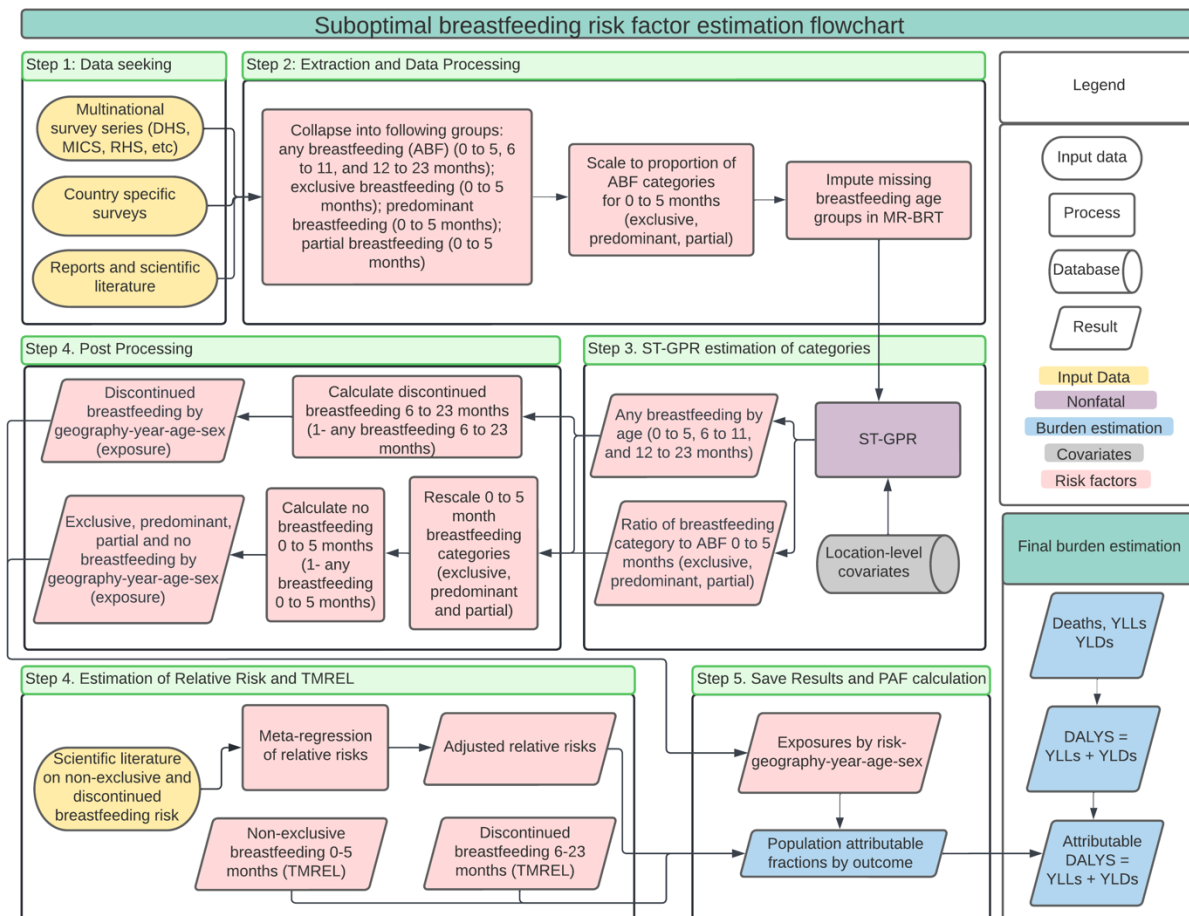 Suboptimal breastfeeding risk factor estimation flowchart
Step 1: Data seeking
Multinational
survey series (DHS,
MICS, RHS, etc)
Country specific
surveys
Reports and scientific
literature
Step 2: Extraction and Data Processing
Collapse into following groups:
any breastfeeding (ABF) (0 to 5, 6
to 11, and 12 to 23 months);
exclusive breastfeeding (0 to 5
months); predominant
breastfeeding (0 to 5 months);
partial breastfeeding (0 to 5
months)
Scale to proportion of
ABF categories
for 0 to 5 months
(exclusive,
predominant, partial)
Impute missing
breastfeeding age
groups in MR-BRT
Legend
Input data
Process
Database
Result
Input Data
Nonfatal
Burden estimation
Covariates
Risk factors
Step 4. Post Processing
Discontinued
breastfeeding by
geography-year-age-sex
(exposure)
Calculate discontinued
breastfeeding 6 to 23 months
(1- any breastfeeding 6 to 23
months)
Exclusive, predominant,
partial and no
breastfeeding by
geography-year-age-sex
(exposure)
Calculate no
breastfeeding
0 to 5 months
(1- any
breastfeeding
0 to 5 months)
Rescale 0 to 5
month
breastfeeding
categories
(exclusive,
predominant
and partial)
Step 3. ST-GPR estimation of categories
Any breastfeeding by
age (0 to 5, 6 to 11,
and 12 to 23 months)
ST-GPR
Ratio of breastfeeding
category to ABF 0 to 5
months (exclusive,
predominant, partial)
Location-level
covariates
Final burden estimation
Deaths, YLLs
YLDs
DALYS =
YLLs + YLDs
Attributable
DALYS =
YLLs + YLDs
Step 4. Estimation of Relative Risk and TMREL
Scientific literature
on non-exclusive and
discontinued
breastfeeding risk
Meta-regression
of relative risks
Adjusted relative risks
Non-exclusive
breastfeeding 0-5
months (TMREL)
Discontinued
breastfeeding 6-23
months (TMREL)
Step 5. Save Results and PAF calculation
Exposures by risk-
geography-year-age-sex
Population attributable
fractions by outcome